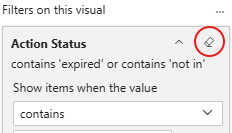 Filters on this visual ...
Action Status
contains 'expired' or contains 'not in'
Show items when the value
contains